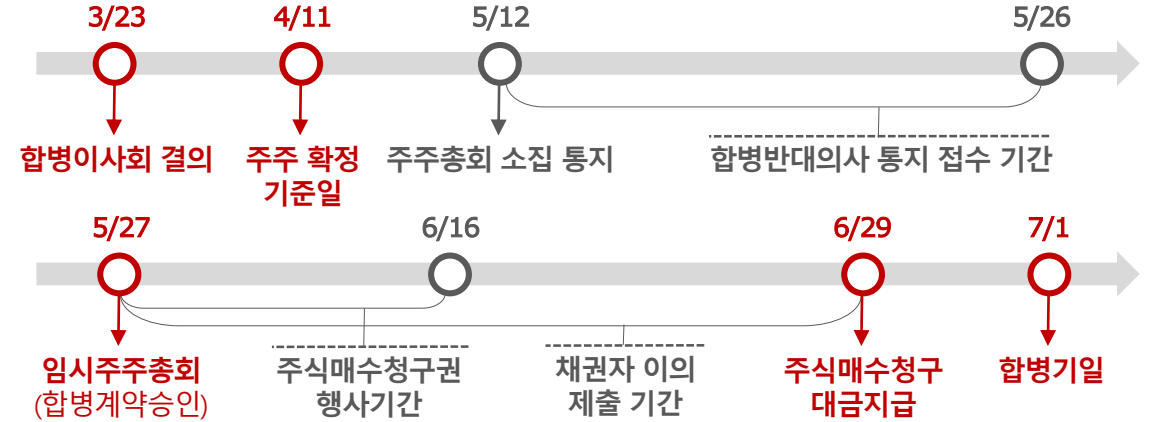 3/23
4/11
5/12
5/26
합병이사회 결의
주주 확정
기준일
주주총회 소집 통지
합병반대의사 통지 접수 기간
5/27
6/16
6/29
7/1
임시주주총회
(합병계약승인)
주식매수청구권
행사기간
채권자 이의
제출 기간
주식매수청구
대금지급
합병기일